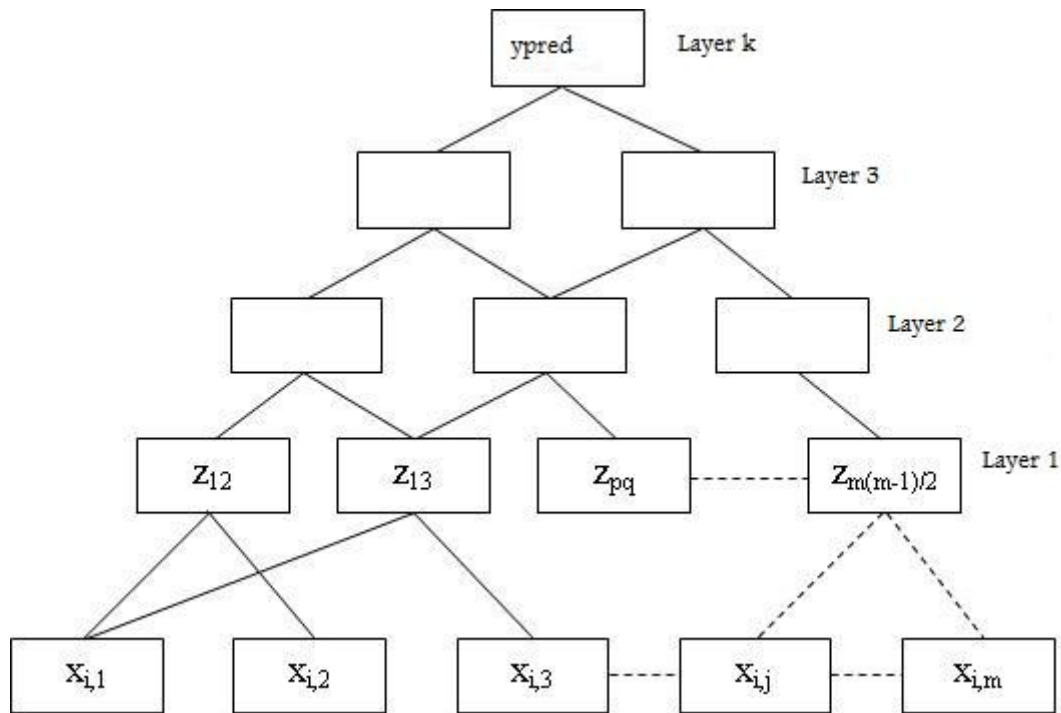 ypred Layer k
Layer 3
Layer 2
z12 z13 zpq zm(m-1)/2 Layer 1
xi,1 xi,2 xi,3 xi,j xi,m